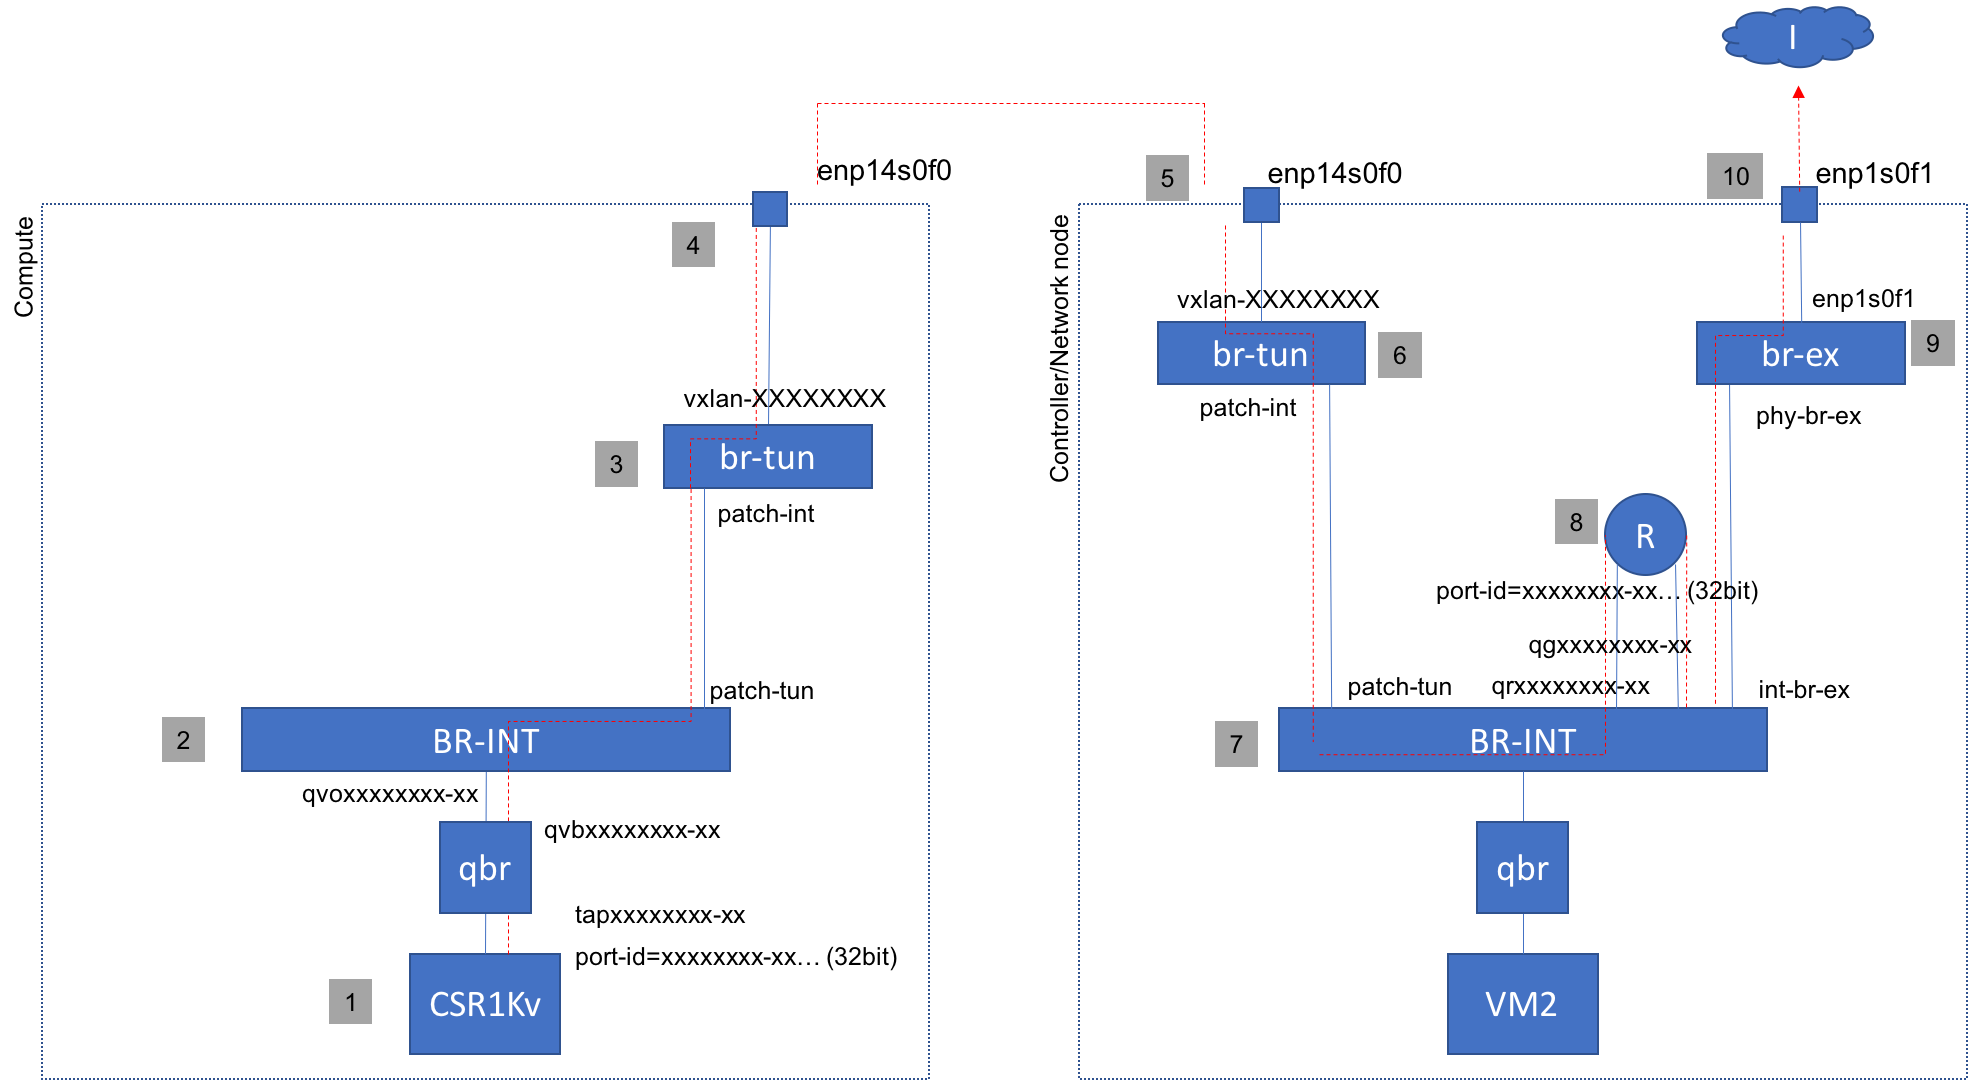 I
enp14s0f0
5
enp14s0f0
10
enp1s0f1
Compute
4
Controller/Network node
vxlan-XXXXXXXX
enp1s0f1
br-tun
6
br-ex
9
vxlan-XXXXXXXX
patch-int
phy-br-ex
3
br-tun
patch-int
8
R
port-id=xxxxxxxx-xx… (32bit)
qgxxxxxxxx-xx
patch-tun
patch-tun
qrxxxxxxxx-xx
int-br-ex
2
BR-INT
7
BR-INT
qvoxxxxxxxx-xx
qvbxxxxxxxx-xx
qbr
qbr
tapxxxxxxxx-xx
port-id=xxxxxxxx-xx… (32bit)
1
CSR1Kv
VM2